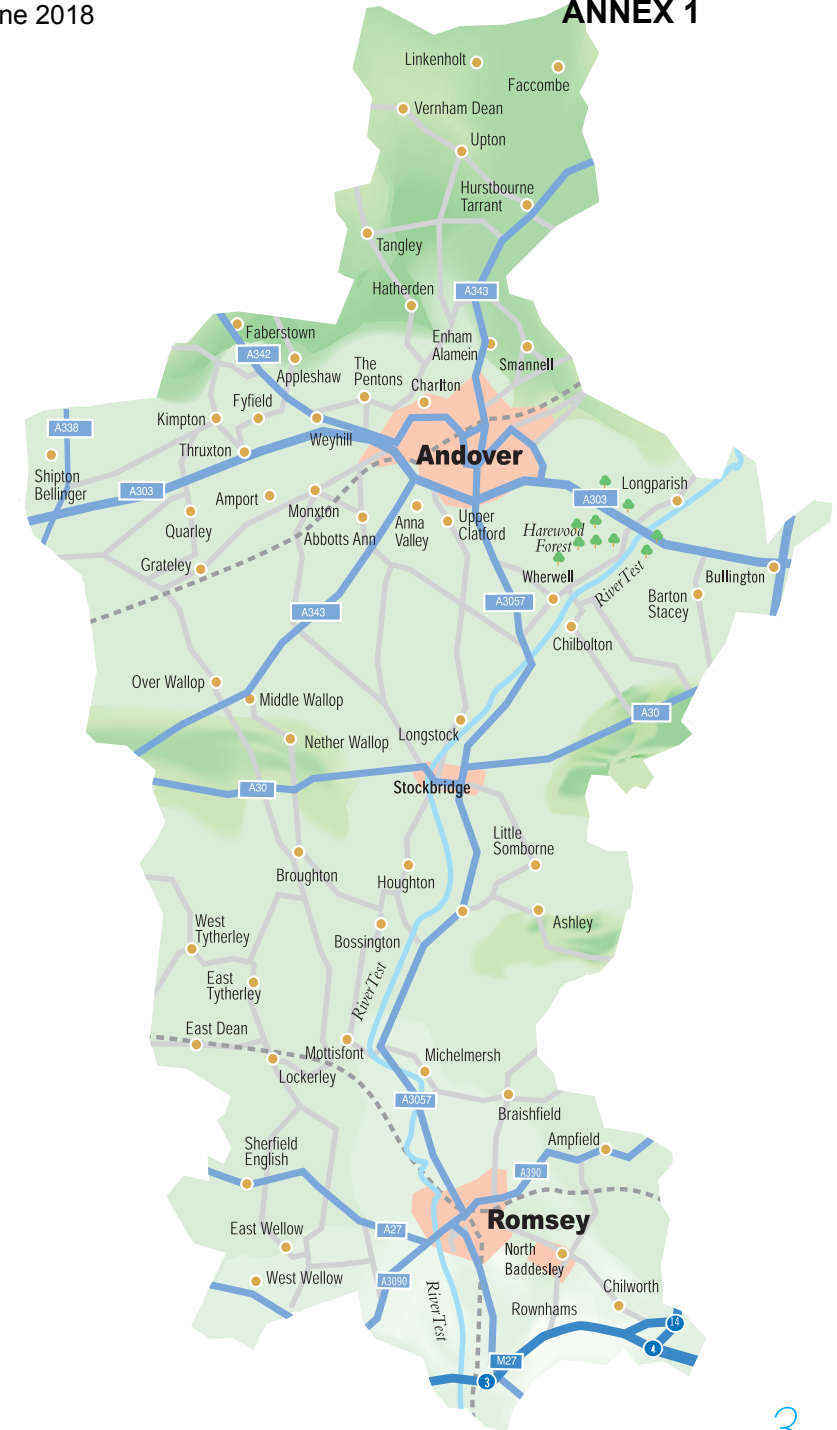 ne 2018
ANNEX 1
Linkenholt
Faccombe
Vernham Dean
Upton
Hurstbourne
Tarrant
Tangley
Hatherden
A343
Faberstown
A342
Enham
Alamein
Smannell
Appleshaw
The
Pentons
Charlton
Fyfield
Kimpton
A338
Weyhill
Thruxton
Andover
Shipton
Bellinger
A303
Amport
Monxton
Quarley
Abbotts Ann
Anna
Valley
Upper
Clatford
Longparish
A303
Harewood
Forest
Grateley
Wherwell
River Test
Bullington
Barton
Stacey
A343
A3057
Chilbolton
Over Wallop
Middle Wallop
Nether Wallop
Longstock
A30
A30
Stockbridge
Little
Somborne
Broughton
Houghton
West
Tytherley
Bossington
Ashley
East
Tytherley
River Test
East Dean
Mottisfont
Michelmersh
Lockerley
A3057
Braishfield
Ampfield
Sherfield
English
A390
Romsey
East Wellow
A27
North
Baddesley
West Wellow
A3090
River Test
Chilworth
Rownhams
14
4
M27
3
3